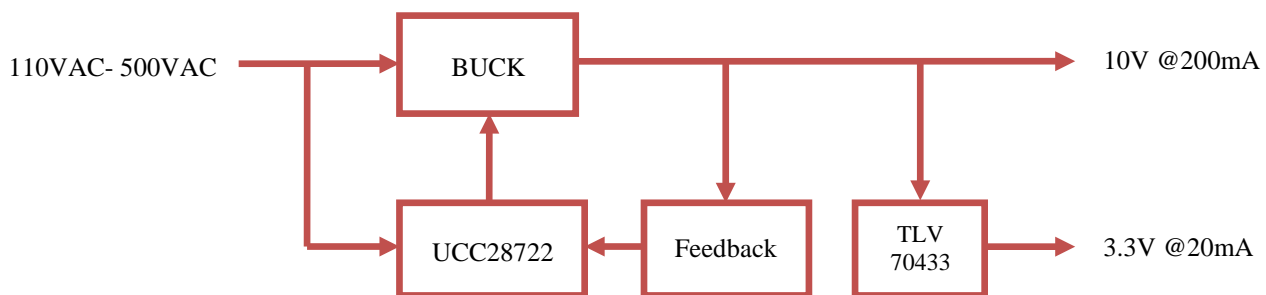 110VAC- 500VAC
BUCK
10V @200mA
UCC28722
Feedback
TLV
70433
3.3V @20mA